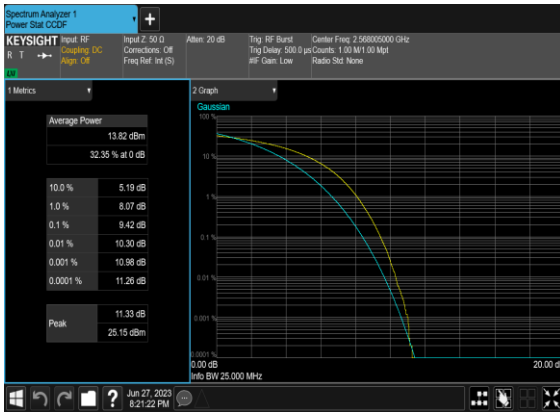 Spectrum Analyzer 1
Power Stat CCDF
+
KEYSIGHT
R T
Input: RF
Coupling: DC
Align: Off
Input Z: 50 Ω
Corrections: Off
Freq Ref: Int (S)
Atten: 20 dB
Trig: RF Burst
Trig Delay: 500.0 µs
#IF Gain: Low
Center Freq: 2.568005000 GHz
Counts: 1.00 M/1.00 Mpt
Radio Std: None
1 Metrics
Average Power
13.82 dBm
32.35 % at 0 dB
10.0 % 5.19 dB
1.0 % 8.07 dB
0.1 % 9.42 dB
0.01 % 10.30 dB
0.001 % 10.98 dB
0.0001 % 11.26 dB
Peak
11.33 dB
25.15 dBm
2 Graph
Gaussian
100 %
10 %
1 %
0.1 %
0.01 %
0.001 %
0.0001 %
0.00 dB
20.00 d
Info BW 25.000 MHz
?
Jun 27, 2023
8:21:22 PM